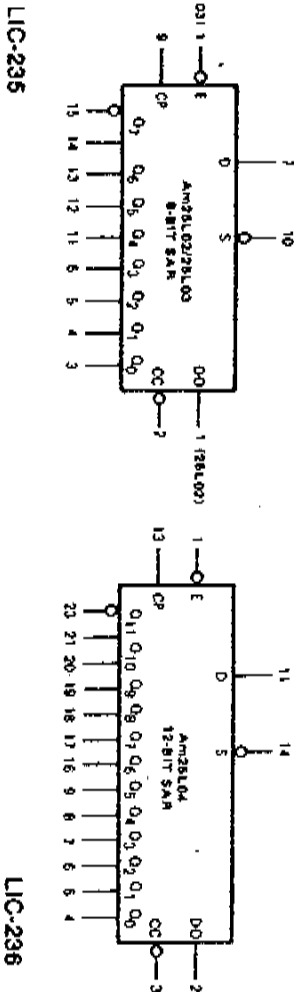 7 10
E D S
CP Am25L02/25L03 DO 1 (25L02)
9 8-BIT SAR CC 2
Q7 Q6 Q5 Q4 Q3 Q2 Q1 Q0
15 14 13 12 11 6 5 4 3
LIC-235
11 14
1 E D S
13 CP Am25L04 DO 2
12-BIT SAR CC 3
Q11 Q10 Q9 Q8 Q7 Q6 Q5 Q4 Q3 Q2 Q1 Q0
23 21 20 19 18 17 16 9 8 7 6 5 4
LIC-236